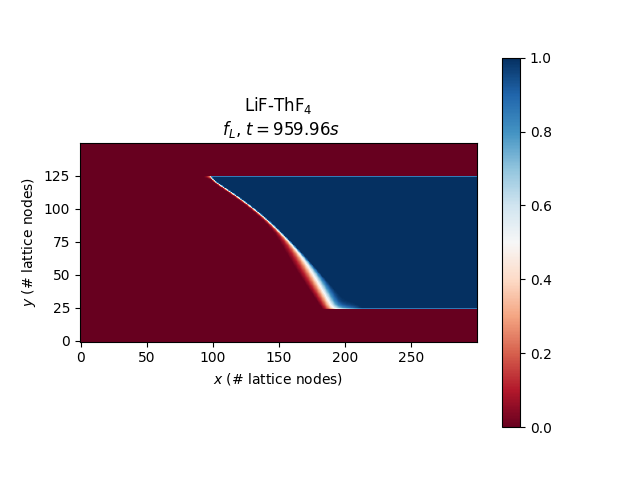 LiF-ThF₄
f_L, t = 959.96s
1.0
0.8
0.6
0.4
0.2
0.0
125
100
75
50
25
0
y (# lattice nodes)
0 50 100 150 200 250
x (# lattice nodes)